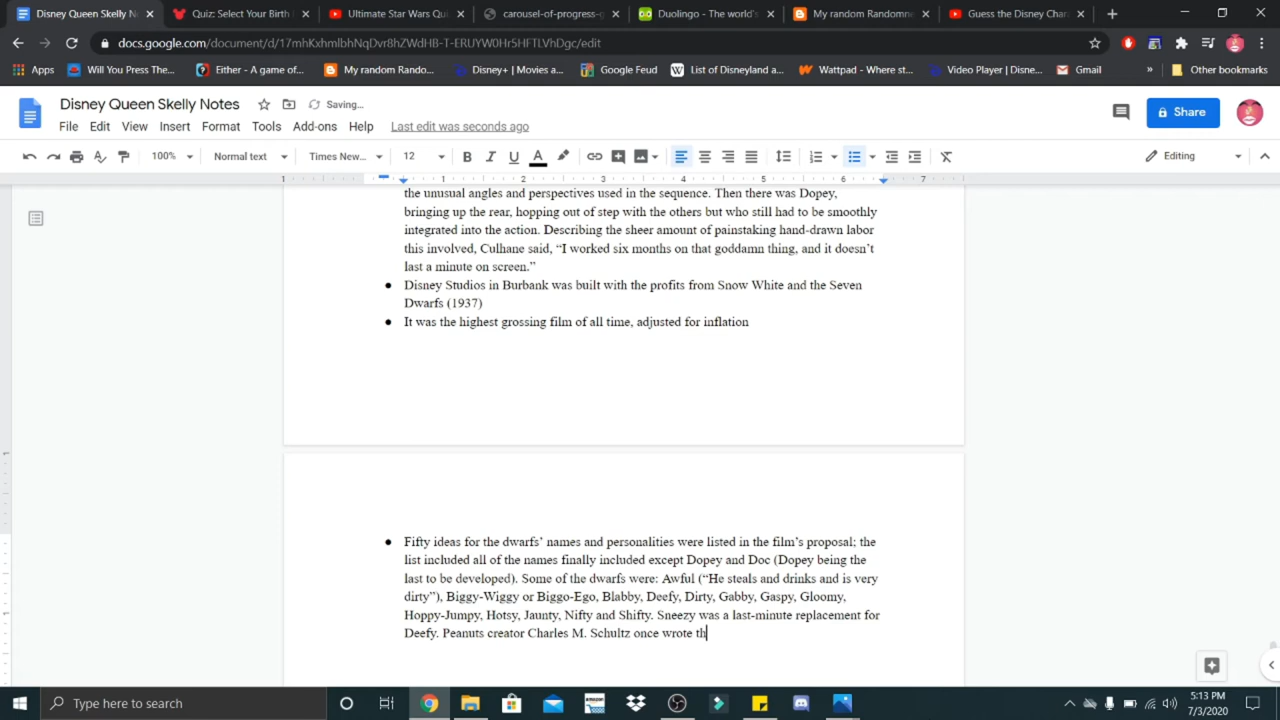 Disney Queen Skelly N
Quiz: Select Your Birth
Ultimate Star Wars Qu
carousel-of-progress-
Duolingo - The world's
My random Randomne
Guess the Disney Char
docs.google.com/document/d/17mhKxhmlbhNqDvr8hZWdHB-T-ERUYW0Hr5HFTLVhDgc/edit
Apps
Will You Press The...
Either - A game of...
My random Rando...
Disney+ | Movies a...
Google Feud
List of Disneyland a...
Wattpad - Where st...
Video Player | Disne...
Gmail
Other bookmarks
Disney Queen Skelly Notes
Saving...
File Edit View Insert Format Tools Add-ons Help Last edit was seconds ago
Share
100% Normal text Times New... 12 Editing
1 1 2 3 4 5 6 7
the unusual angles and perspectives used in the sequence. Then there was Dopey,
bringing up the rear, hopping out of step with the others but who still had to be smoothly
integrated into the action. Describing the sheer amount of painstaking hand-drawn labor
this involved, Culhane said, “I worked six months on that goddamn thing, and it doesn’t
last a minute on screen.”
● Disney Studios in Burbank was built with the profits from Snow White and the Seven
Dwarfs (1937)
● It was the highest grossing film of all time, adjusted for inflation
● Fifty ideas for the dwarfs’ names and personalities were listed in the film’s proposal; the
list included all of the names finally included except Dopey and Doc (Dopey being the
last to be developed). Some of the dwarfs were: Awful (“He steals and drinks and is very
dirty”), Biggy-Wiggy or Biggo-Ego, Blabby, Deefy, Dirty, Gabby, Gaspy, Gloomy,
Hoppy-Jumpy, Hotsy, Jaunty, Nifty and Shifty. Sneezy was a last-minute replacement for
Deefy. Peanuts creator Charles M. Schultz once wrote th
Type here to search
5:13 PM
7/3/2020